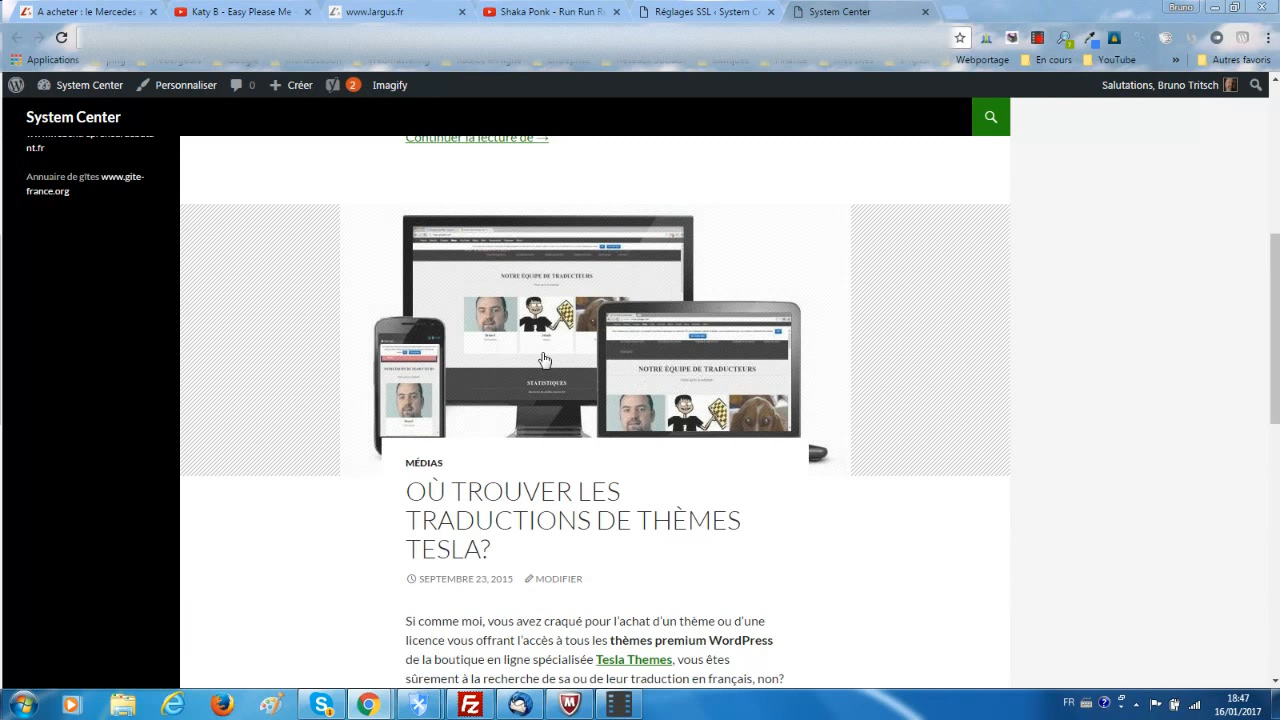 A acheter : le Mercedes
Katy B - Easy Please Me
www.largus.fr
Shaka Ponk - Run Run R
Réglages SSL ‹ System C
System Center
Bruno
Applications
En cours
YouTube
»
Autres favoris
System Center
Personnaliser
0
Créer
2
Imagify
Salutations, Bruno Tritsch
System Center
nt.fr
Annuaire de gîtes www.gite-
france.org
Continuer la lecture de →
NOTRE ÉQUIPE DE TRADUCTEURS
STATISTIQUES
NOTRE ÉQUIPE DE TRADUCTEURS
MÉDIAS
OÙ TROUVER LES
TRADUCTIONS DE THÈMES
TESLA?
SEPTEMBRE 23, 2015 MODIFIER
Si comme moi, vous avez craqué pour l’achat d’un thème ou d’une
licence vous offrant l’accès à tous les thèmes premium WordPress
de la boutique en ligne spécialisée Tesla Themes, vous êtes
sûrement à la recherche de sa ou de leur traduction en français, non?
FR
18:47
16/01/2017